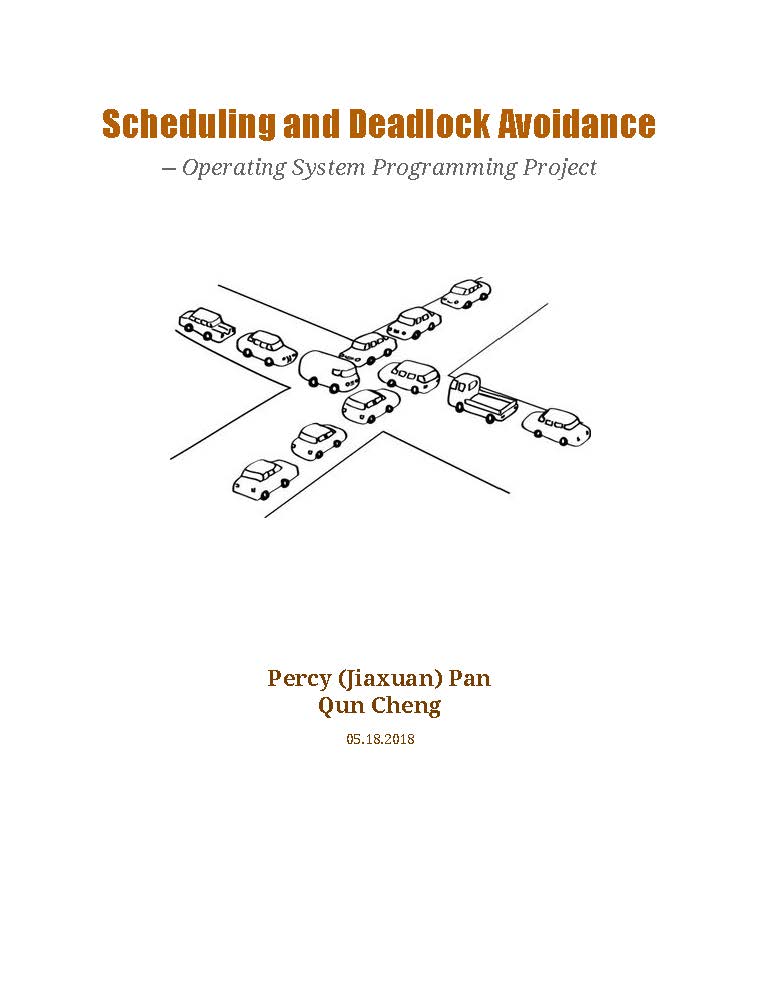 Scheduling and Deadlock Avoidance
– Operating System Programming Project
Percy (Jiaxuan) Pan
Qun Cheng
05.18.2018